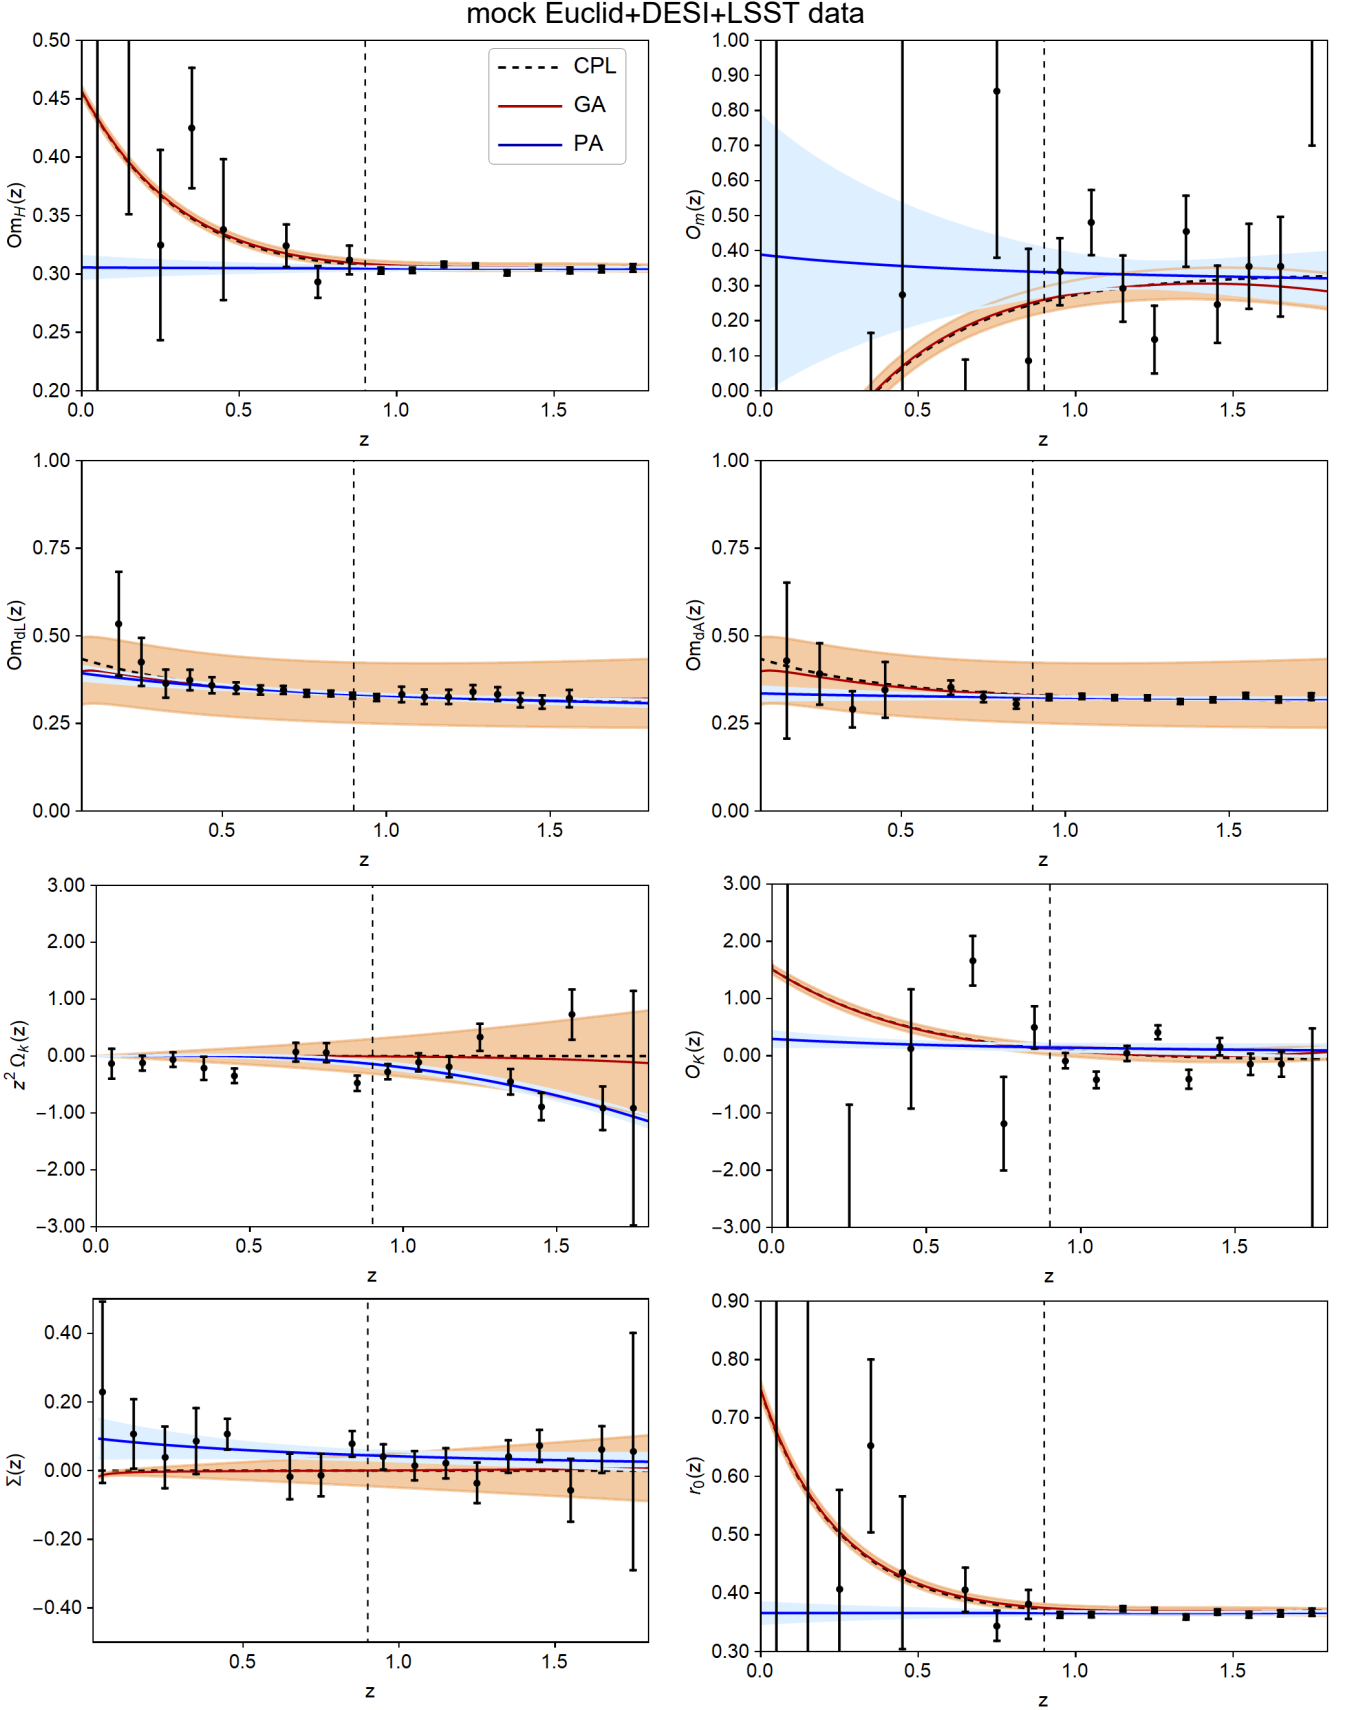 mock Euclid+DESI+LSST data
0.50
0.45
0.40
0.35
0.30
0.25
0.20
Om_H(z)
CPL
GA
PA
0.0 0.5 1.0 1.5
z
1.00
0.90
0.80
0.70
0.60
0.50
0.40
0.30
0.20
0.10
0.00
O_m(z)
0.0 0.5 1.0 1.5
z
1.00
0.75
0.50
0.25
0.00
Om_dL(z)
0.5 1.0 1.5
z
1.00
0.75
0.50
0.25
0.00
Om_dA(z)
0.5 1.0 1.5
z
3.00
2.00
1.00
0.00
−1.00
−2.00
−3.00
z² Ω_k(z)
0.0 0.5 1.0 1.5
z
3.00
2.00
1.00
0.00
−1.00
−2.00
−3.00
O_K(z)
0.0 0.5 1.0 1.5
z
0.40
0.20
0.00
−0.20
−0.40
Σ(z)
0.5 1.0 1.5
z
0.90
0.80
0.70
0.60
0.50
0.40
0.30
r_0(z)
0.0 0.5 1.0 1.5
z